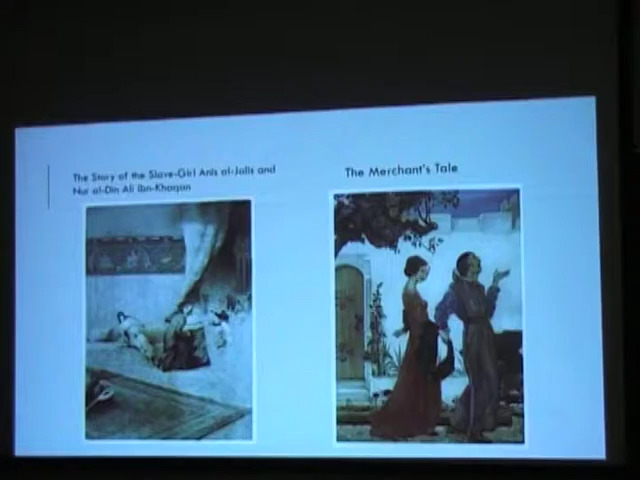 The Story of the Slave-Girl Anis al-Jalis and
Nur al-Din Ali ibn-Khaqan
The Merchant's Tale